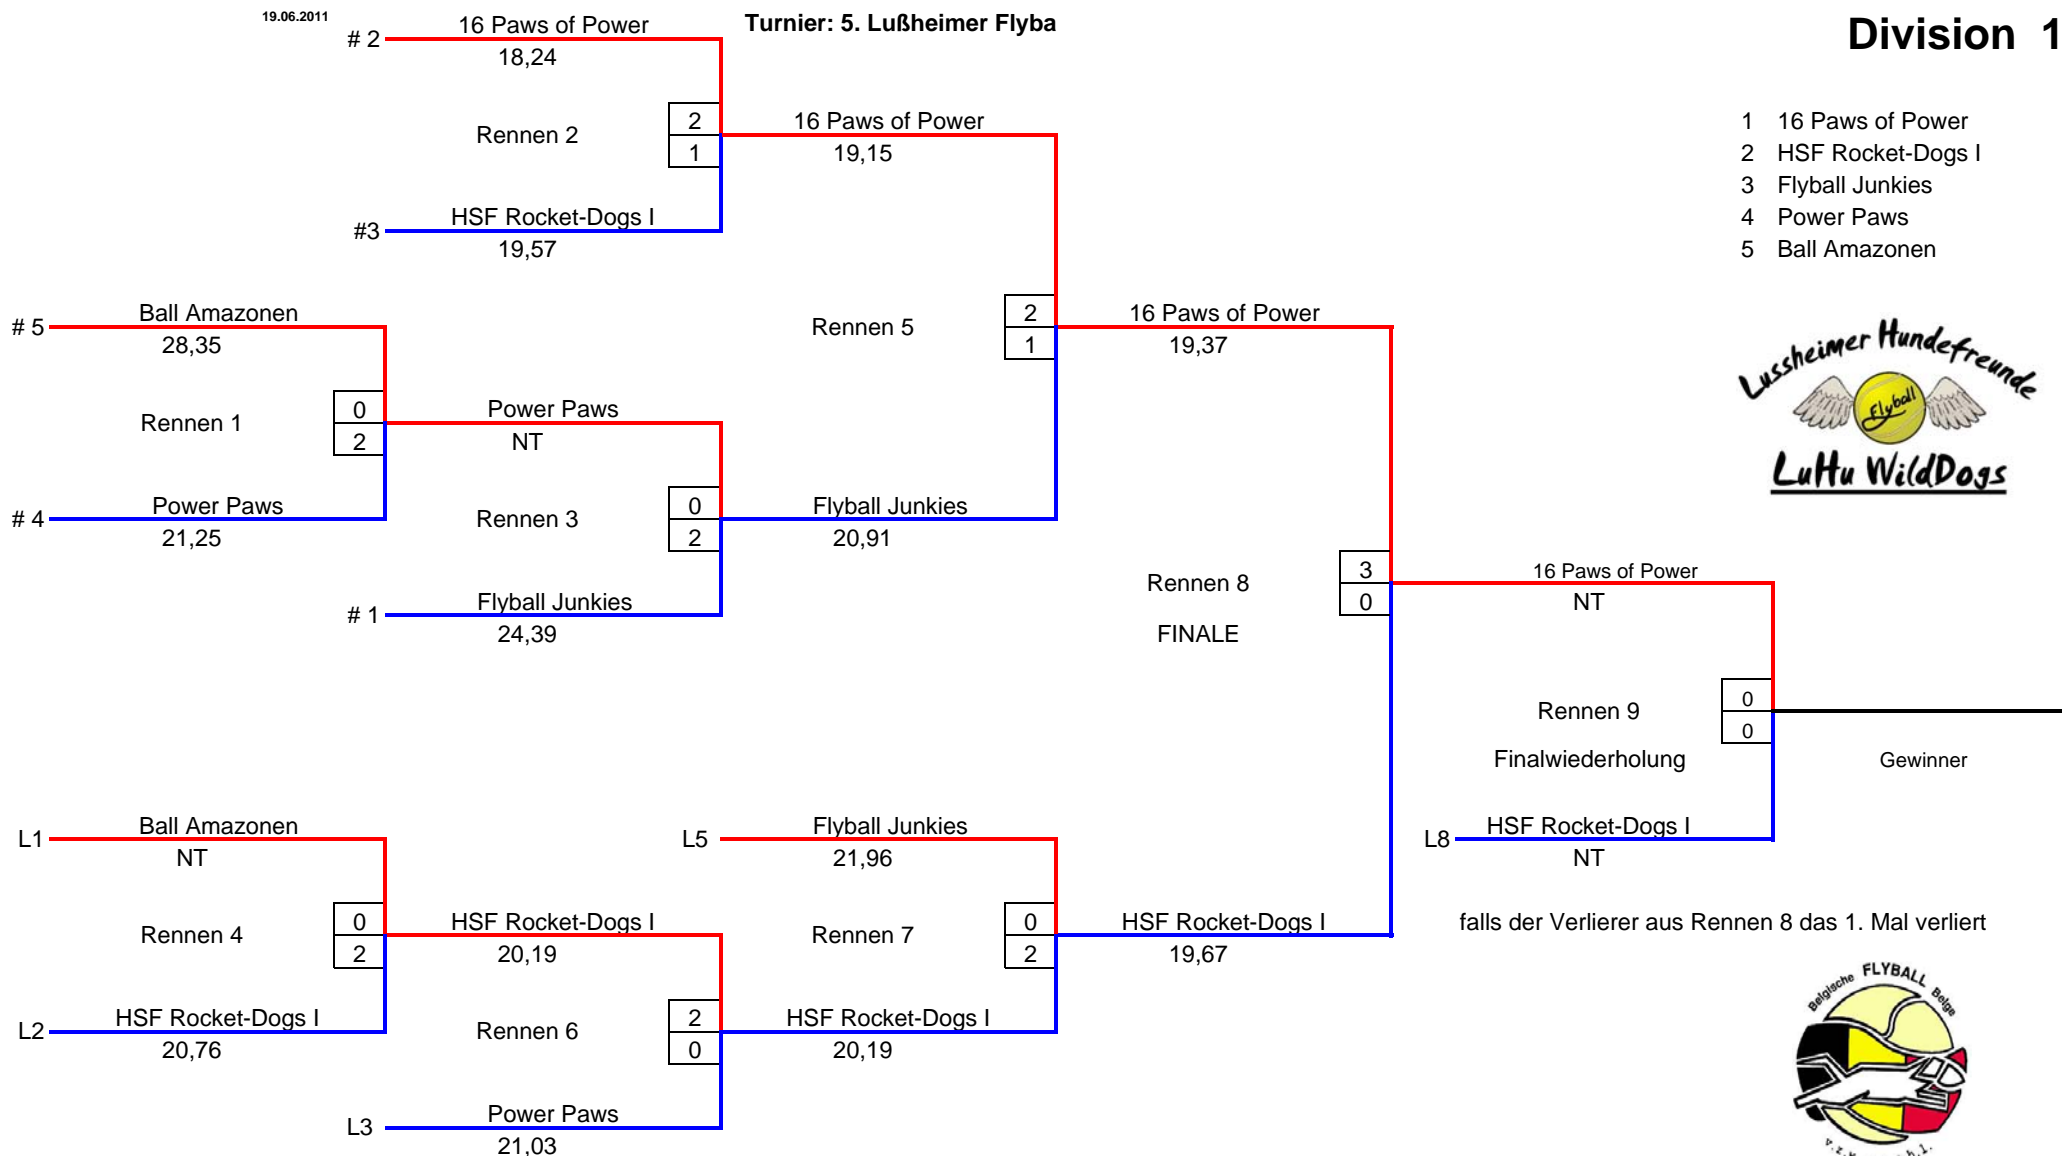 19.06.2011
Turnier: 5. Lußheimer Flyba
Division 1
# 2
16 Paws of Power
18,24
Rennen 2
2
1
#3
HSF Rocket-Dogs I
19,57
16 Paws of Power
19,15
1 16 Paws of Power
2 HSF Rocket-Dogs I
3 Flyball Junkies
4 Power Paws
5 Ball Amazonen
# 5
Ball Amazonen
28,35
Rennen 1
0
2
# 4
Power Paws
21,25
Power Paws
NT
Rennen 3
0
2
# 1
Flyball Junkies
24,39
Rennen 5
2
1
Flyball Junkies
20,91
16 Paws of Power
19,37
Lussheimer Hundefreunde
Flyball
LuHu WildDogs
Rennen 8
FINALE
3
0
16 Paws of Power
NT
Rennen 9
Finalwiederholung
0
0
Gewinner
L8
HSF Rocket-Dogs I
NT
falls der Verlierer aus Rennen 8 das 1. Mal verliert
L1
Ball Amazonen
NT
Rennen 4
0
2
L2
HSF Rocket-Dogs I
20,76
HSF Rocket-Dogs I
20,19
Rennen 6
2
0
L3
Power Paws
21,03
L5
Flyball Junkies
21,96
Rennen 7
0
2
HSF Rocket-Dogs I
20,19
HSF Rocket-Dogs I
19,67
Belgische FLYBALL Belge